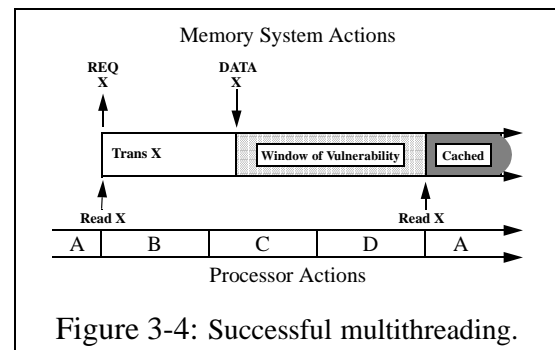 Memory System Actions
REQ
X
DATA
X
Trans X
Window of Vulnerability
Cached
Read X
Read X
A B C D A
Processor Actions
Figure 3-4: Successful multithreading.